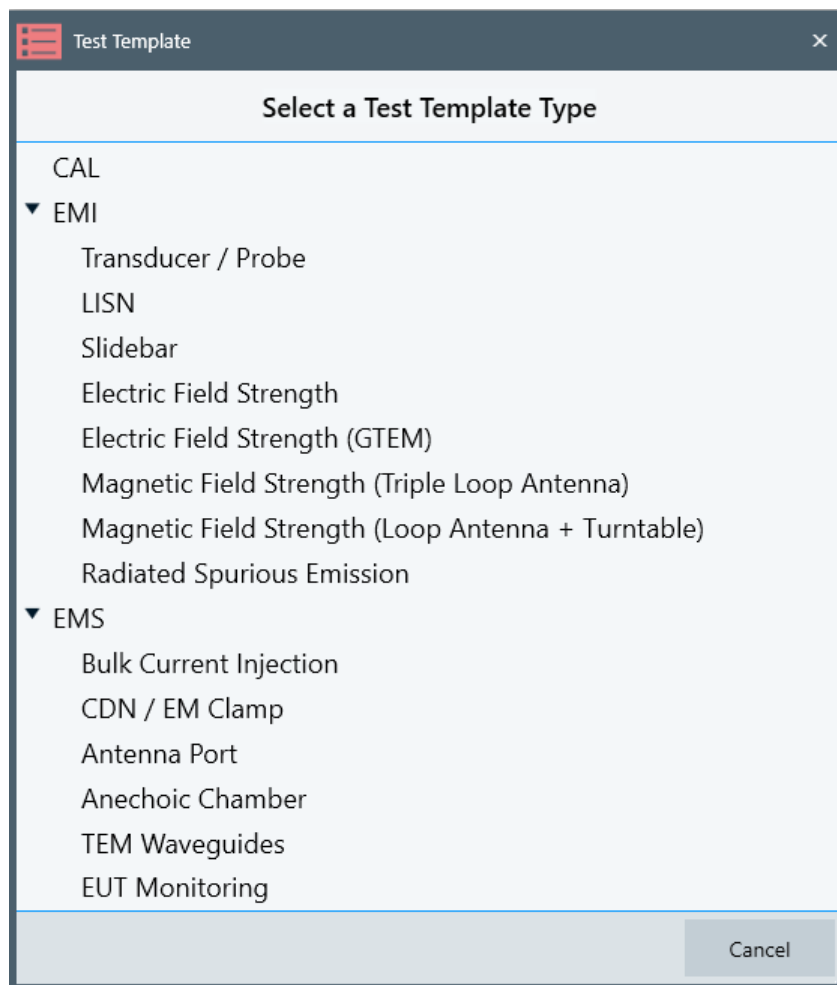 Test Template
Select a Test Template Type
CAL
EMI
Transducer / Probe
LISN
Slidebar
Electric Field Strength
Electric Field Strength (GTEM)
Magnetic Field Strength (Triple Loop Antenna)
Magnetic Field Strength (Loop Antenna + Turntable)
Radiated Spurious Emission
EMS
Bulk Current Injection
CDN / EM Clamp
Antenna Port
Anechoic Chamber
TEM Waveguides
EUT Monitoring
Cancel